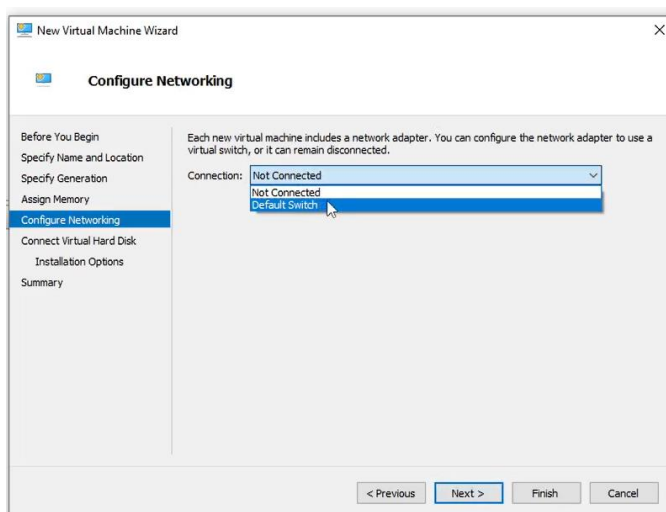 New Virtual Machine Wizard
Configure Networking
Before You Begin
Specify Name and Location
Specify Generation
Assign Memory
Configure Networking
Connect Virtual Hard Disk
Installation Options
Summary
Each new virtual machine includes a network adapter. You can configure the network adapter to use a
virtual switch, or it can remain disconnected.
Connection: Not Connected
Not Connected
Default Switch
< Previous Next > Finish Cancel